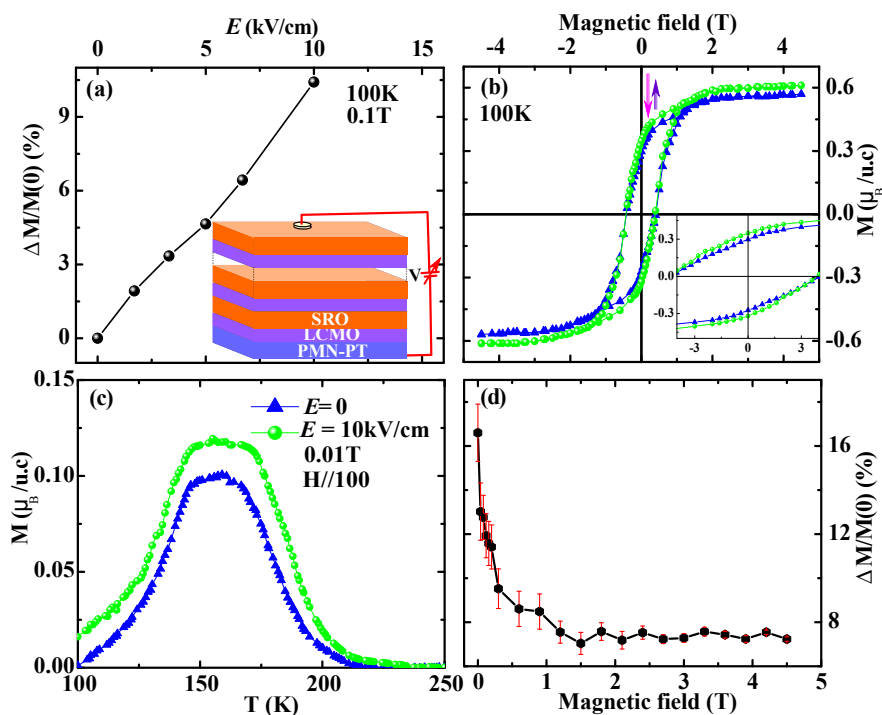 E (kV/cm)
0 5 10 15
(a)
100K
0.1T
ΔM/M(0) (%)
10
6
3
0
V
SRO
LCMO
PMN-PT
Magnetic field (T)
-4 -2 0 2 4
(b)
100K
M (μB/u.c)
0.6
0.3
0.0
-0.3
-0.6
0.3
0.0
-0.3
-3 0 3
(c)
E= 0
E = 10kV/cm
0.01T
H//100
M (μB/u.c)
0.15
0.10
0.05
0.00
100 150 200 250
T (K)
(d)
ΔM/M(0) (%)
16
12
8
0 1 2 3 4 5
Magnetic field (T)